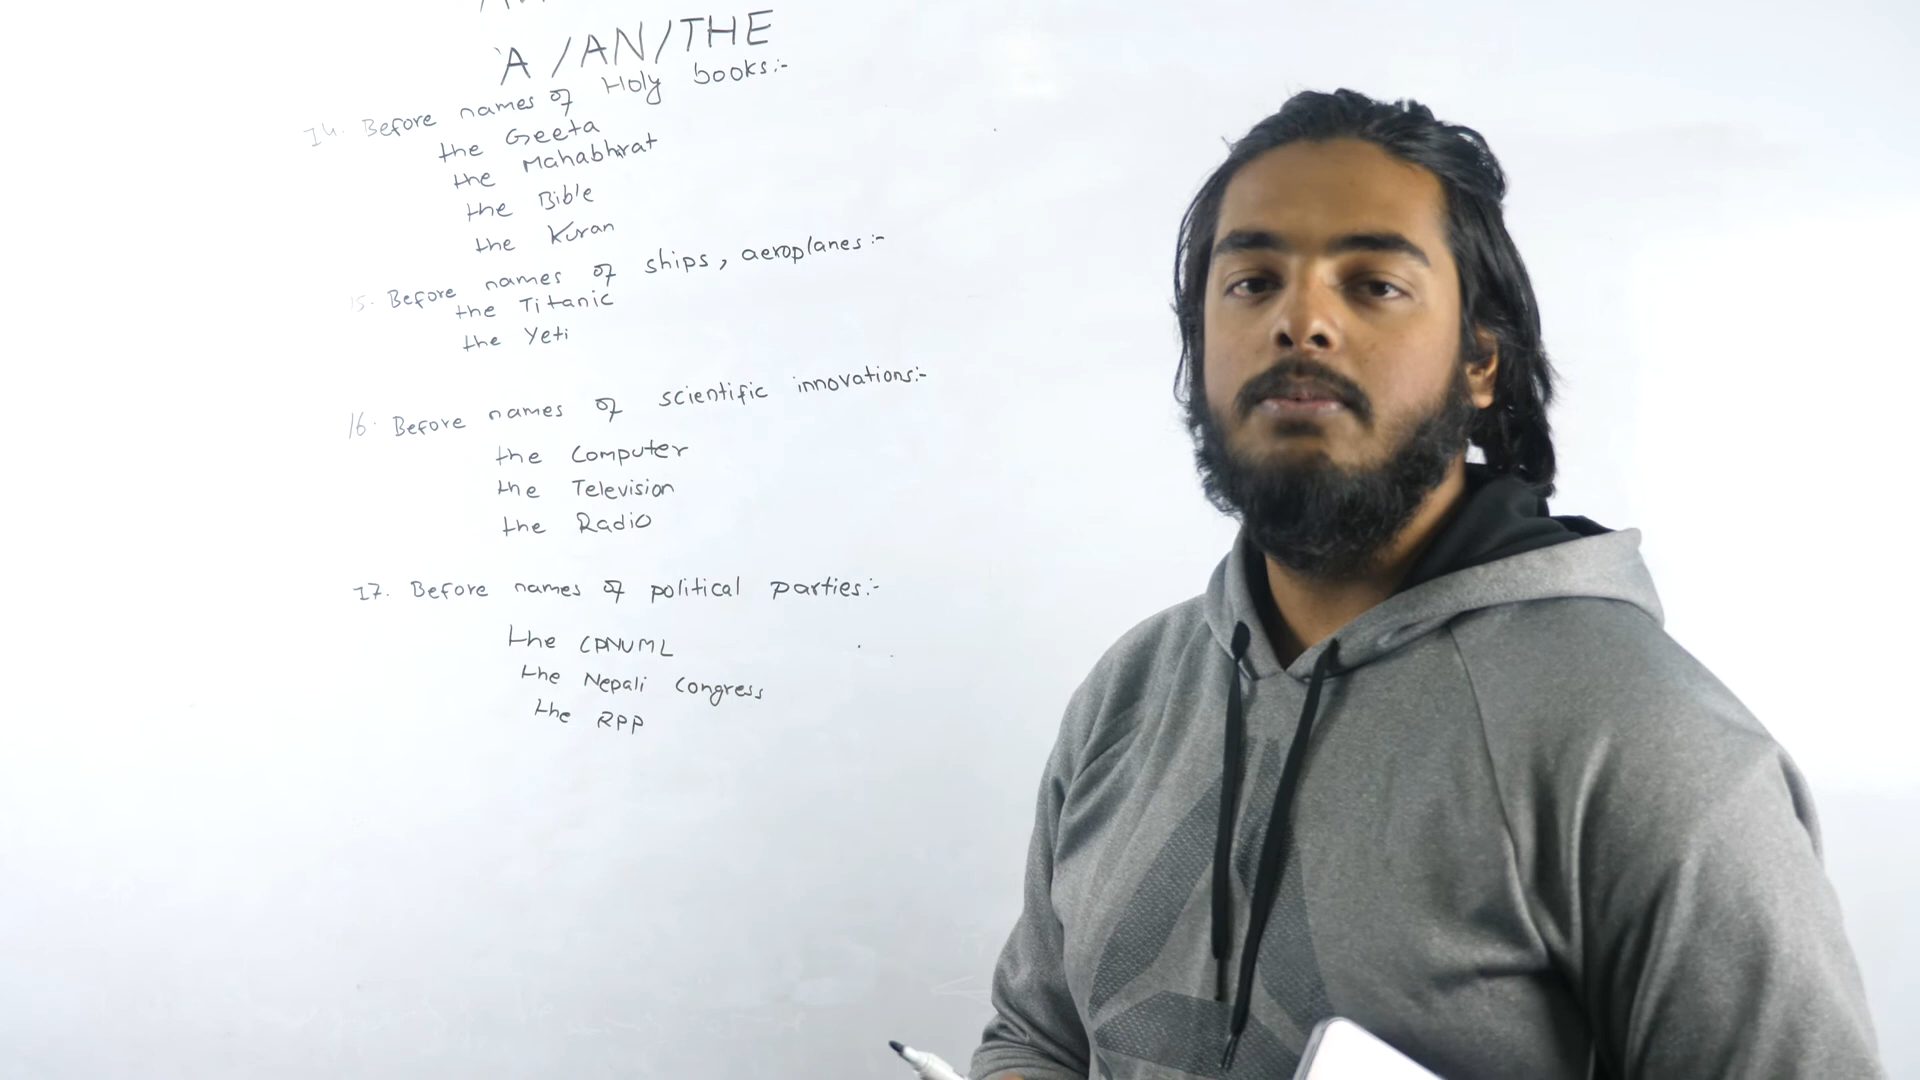 A/AN/THE
14. Before names of Holy books:-
the Geeta
the Mahabhrat
the Bible
the Kuran
15. Before names of ships, aeroplanes:-
the Titanic
the Yeti
16. Before names of scientific innovations:-
the Computer
the Television
the Radio
17. Before names of political parties:-
the CPNUML
the Nepali Congress
the RPP